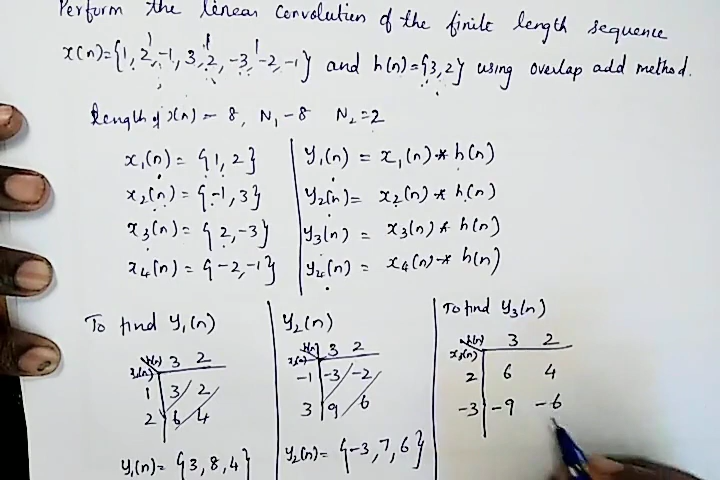 Perform the linear Convolution of the finite length sequence
x(n)={1, 2, -1, 3, 2, -3, -2, -1} and h(n)={3, 2} using overlap add method.
Length of x(n) - 8, N₁-8 N₂=2
x₁(n) = {1, 2} y₁(n) = x₁(n) * h(n)
x₂(n) = {-1, 3} y₂(n) = x₂(n) * h(n)
x₃(n) = {2, -3} y₃(n) = x₃(n) * h(n)
x₄(n) = {-2, -1} y₄(n) = x₄(n) * h(n)
To find y₁(n)
h(n) 3 2
x₁(n)
1 3 2
2 6 4
y₁(n) = {3, 8, 4}
y₂(n)
h(n) 3 2
x₂(n)
-1 -3 -2
3 9 6
y₂(n) = {-3, 7, 6}
To find y₃(n)
h(n) 3 2
x₃(n)
2 6 4
-3 -9 -6